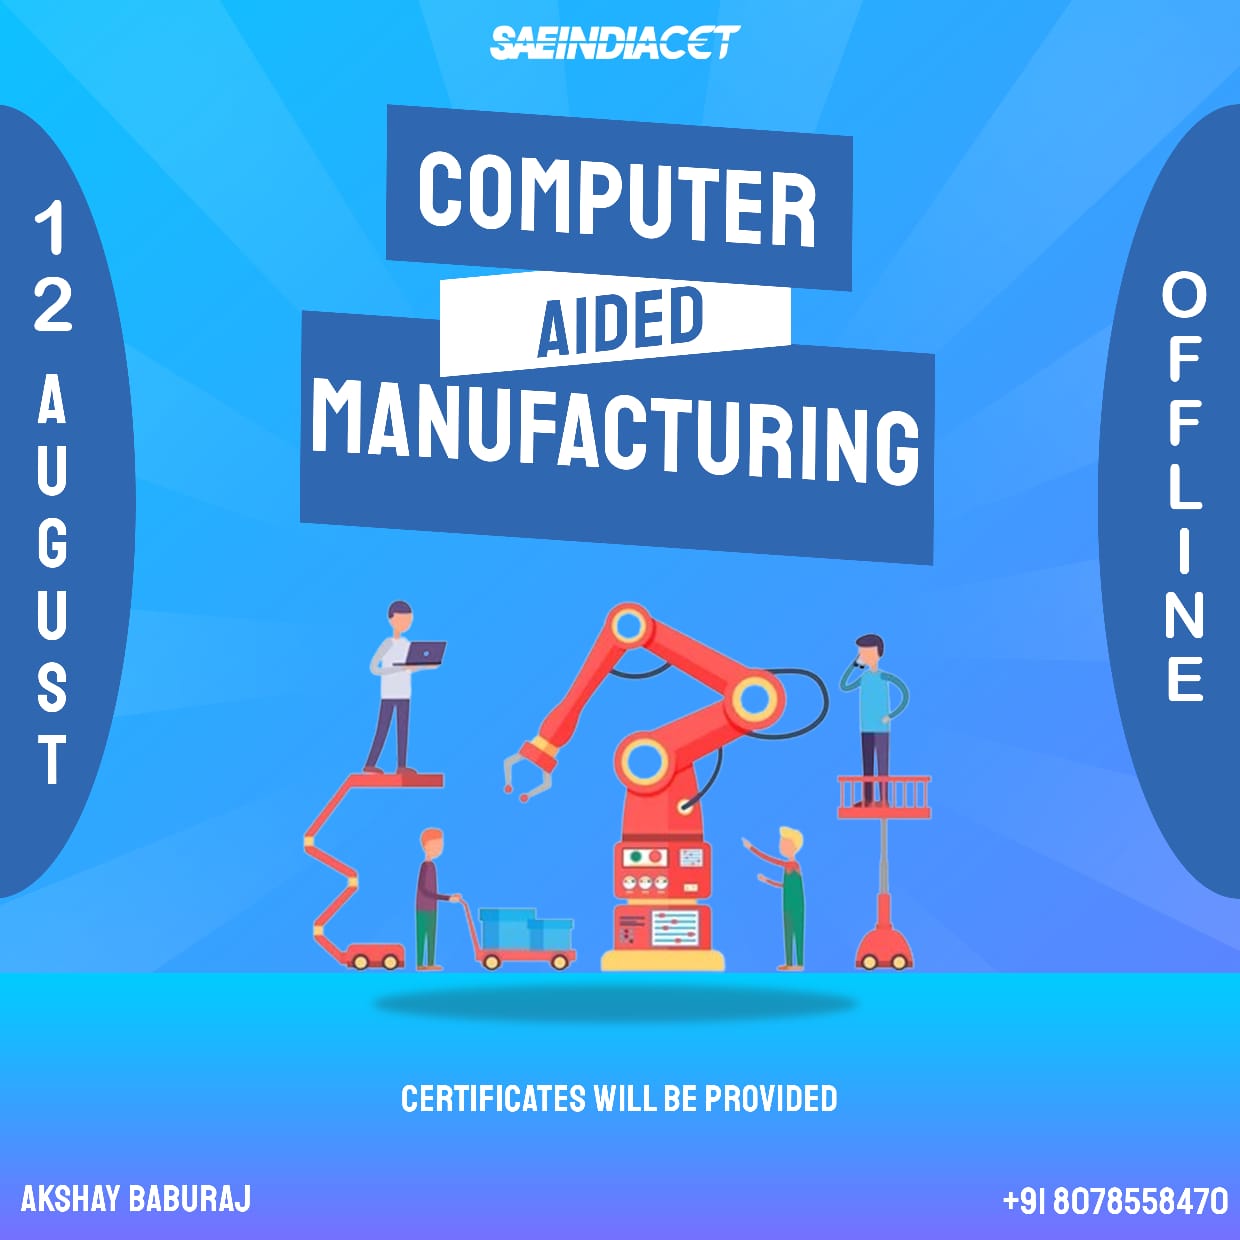 SAEINDIACET
COMPUTER
AIDED
MANUFACTURING
12 AUGUST
OFFLINE
CERTIFICATES WILL BE PROVIDED
AKSHAY BABURAJ
+91 8078558470